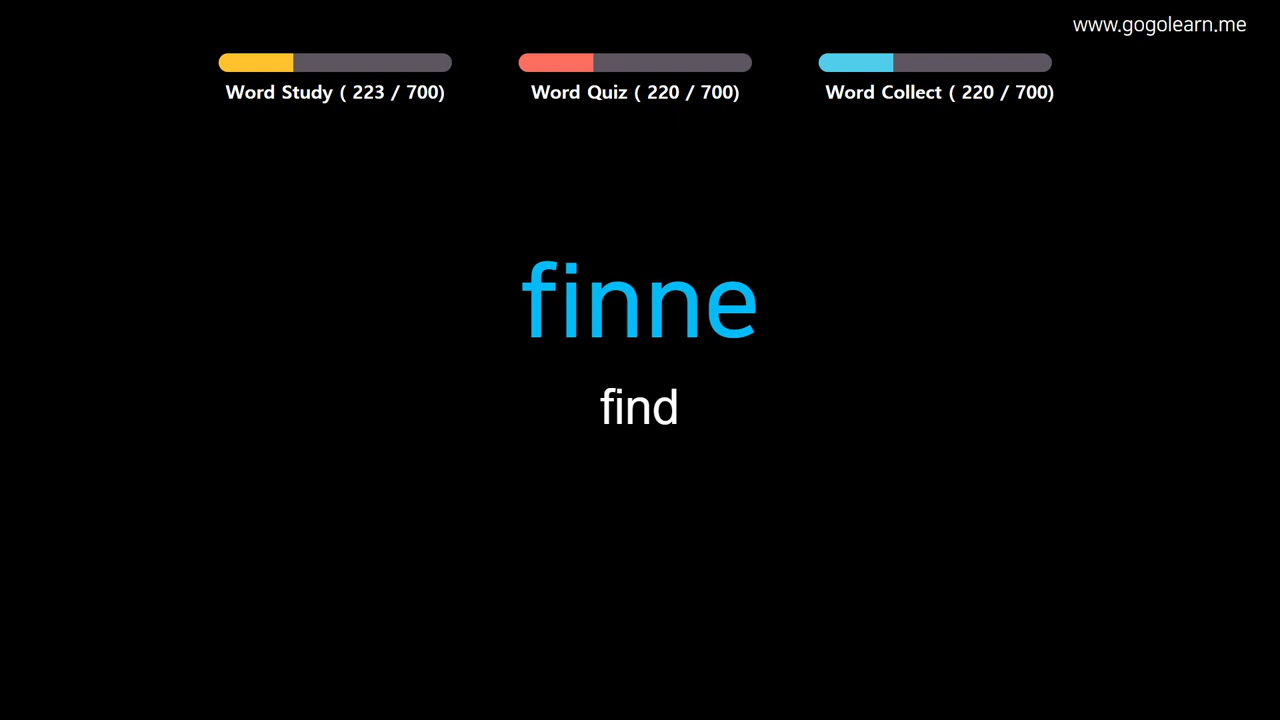 www.gogolearn.me
Word Study ( 223 / 700)
Word Quiz ( 220 / 700)
Word Collect ( 220 / 700)
finne
find